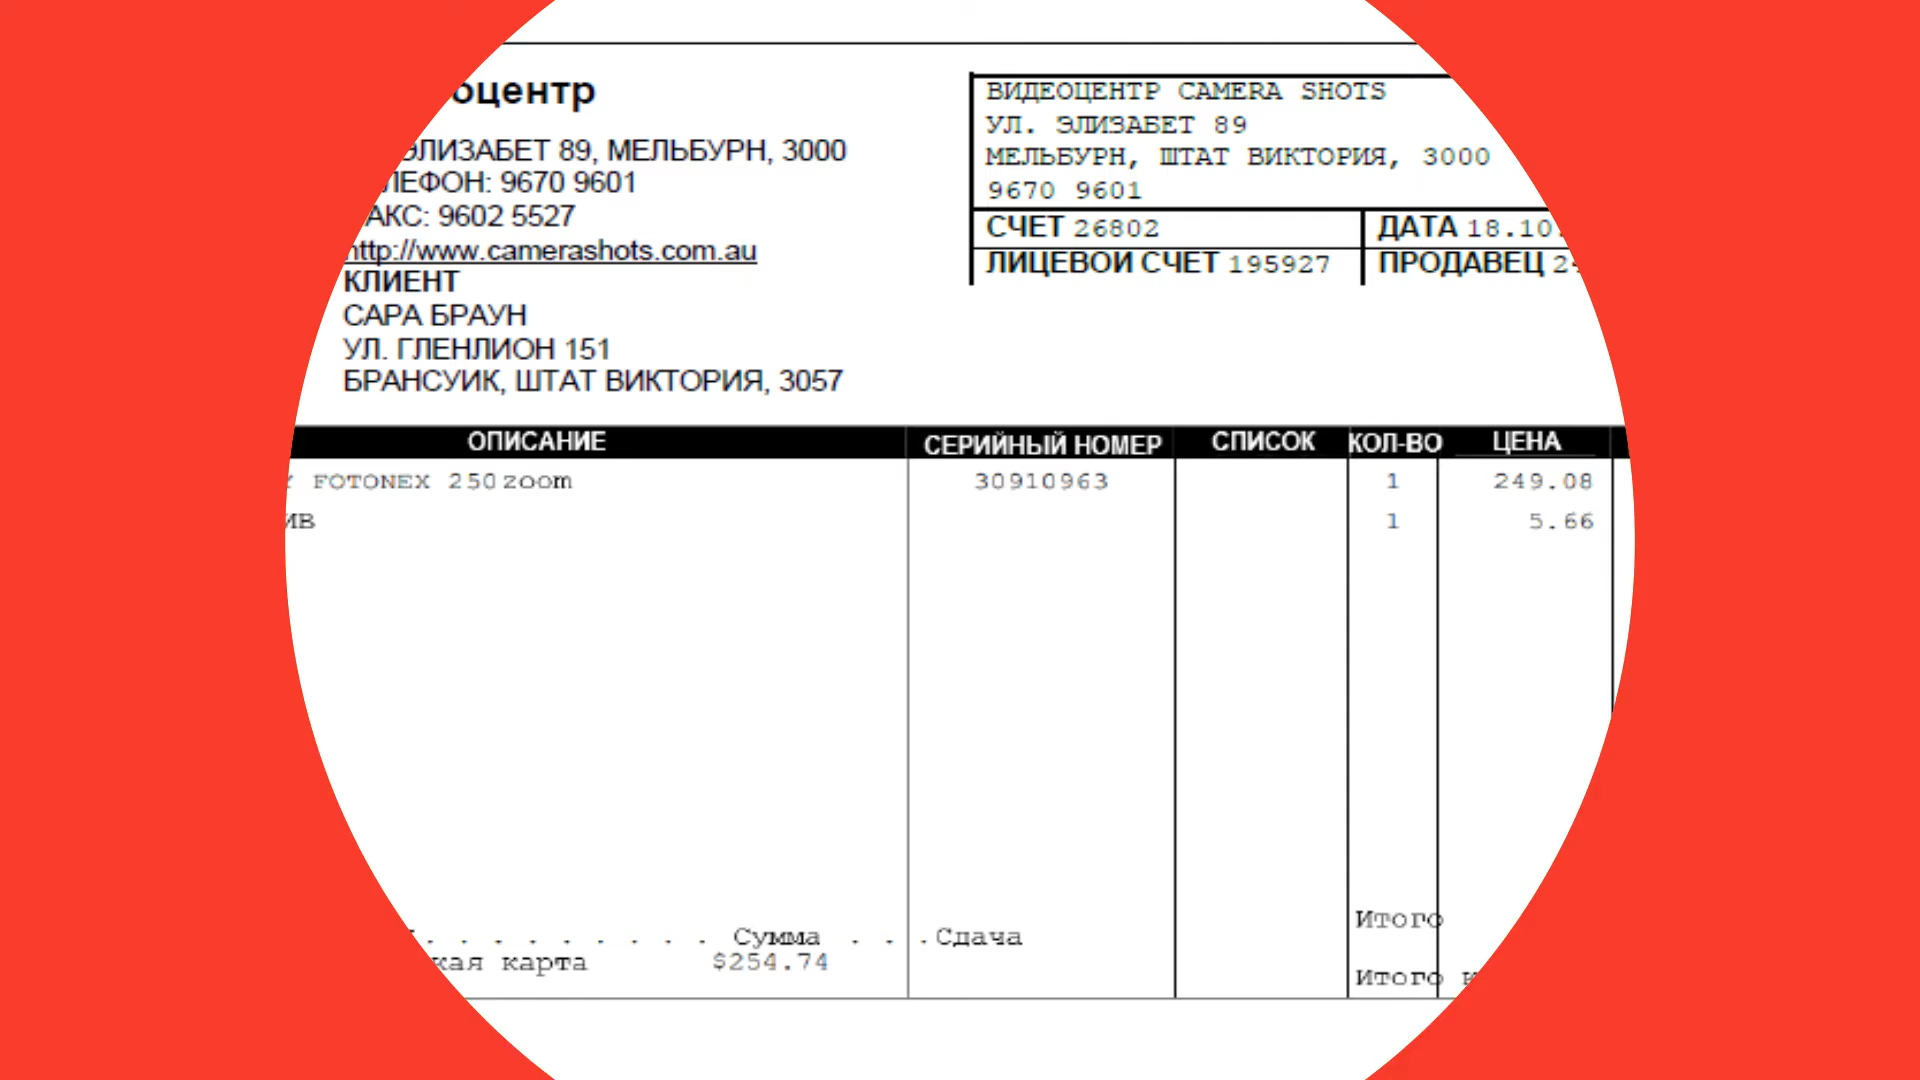 оцентр
ЭЛИЗАБЕТ 89, МЕЛЬБУРН, 3000
ЛЕФОН: 9670 9601
АКС: 9602 5527
http://www.camerashots.com.au
КЛИЕНТ
САРА БРАУН
УЛ. ГЛЕНЛИОН 151
БРАНСУИК, ШТАТ ВИКТОРИЯ, 3057
ВИДЕОЦЕНТР CAMERA SHOTS
УЛ. ЭЛИЗАБЕТ 89
МЕЛЬБУРН, ШТАТ ВИКТОРИЯ, 3000
9670 9601
СЧЕТ 26802 ДАТА 18.10.
ЛИЦЕВОЙ СЧЕТ 195927 ПРОДАВЕЦ
ОПИСАНИЕ СЕРИЙНЫЙ НОМЕР СПИСОК КОЛ-ВО ЦЕНА
FOTONEX 250zoom 30910963 1 249.08
ИВ 1 5.66
. . . . . . . . . Сумма . . . Сдача
кая карта $254.74
Итого
Итого